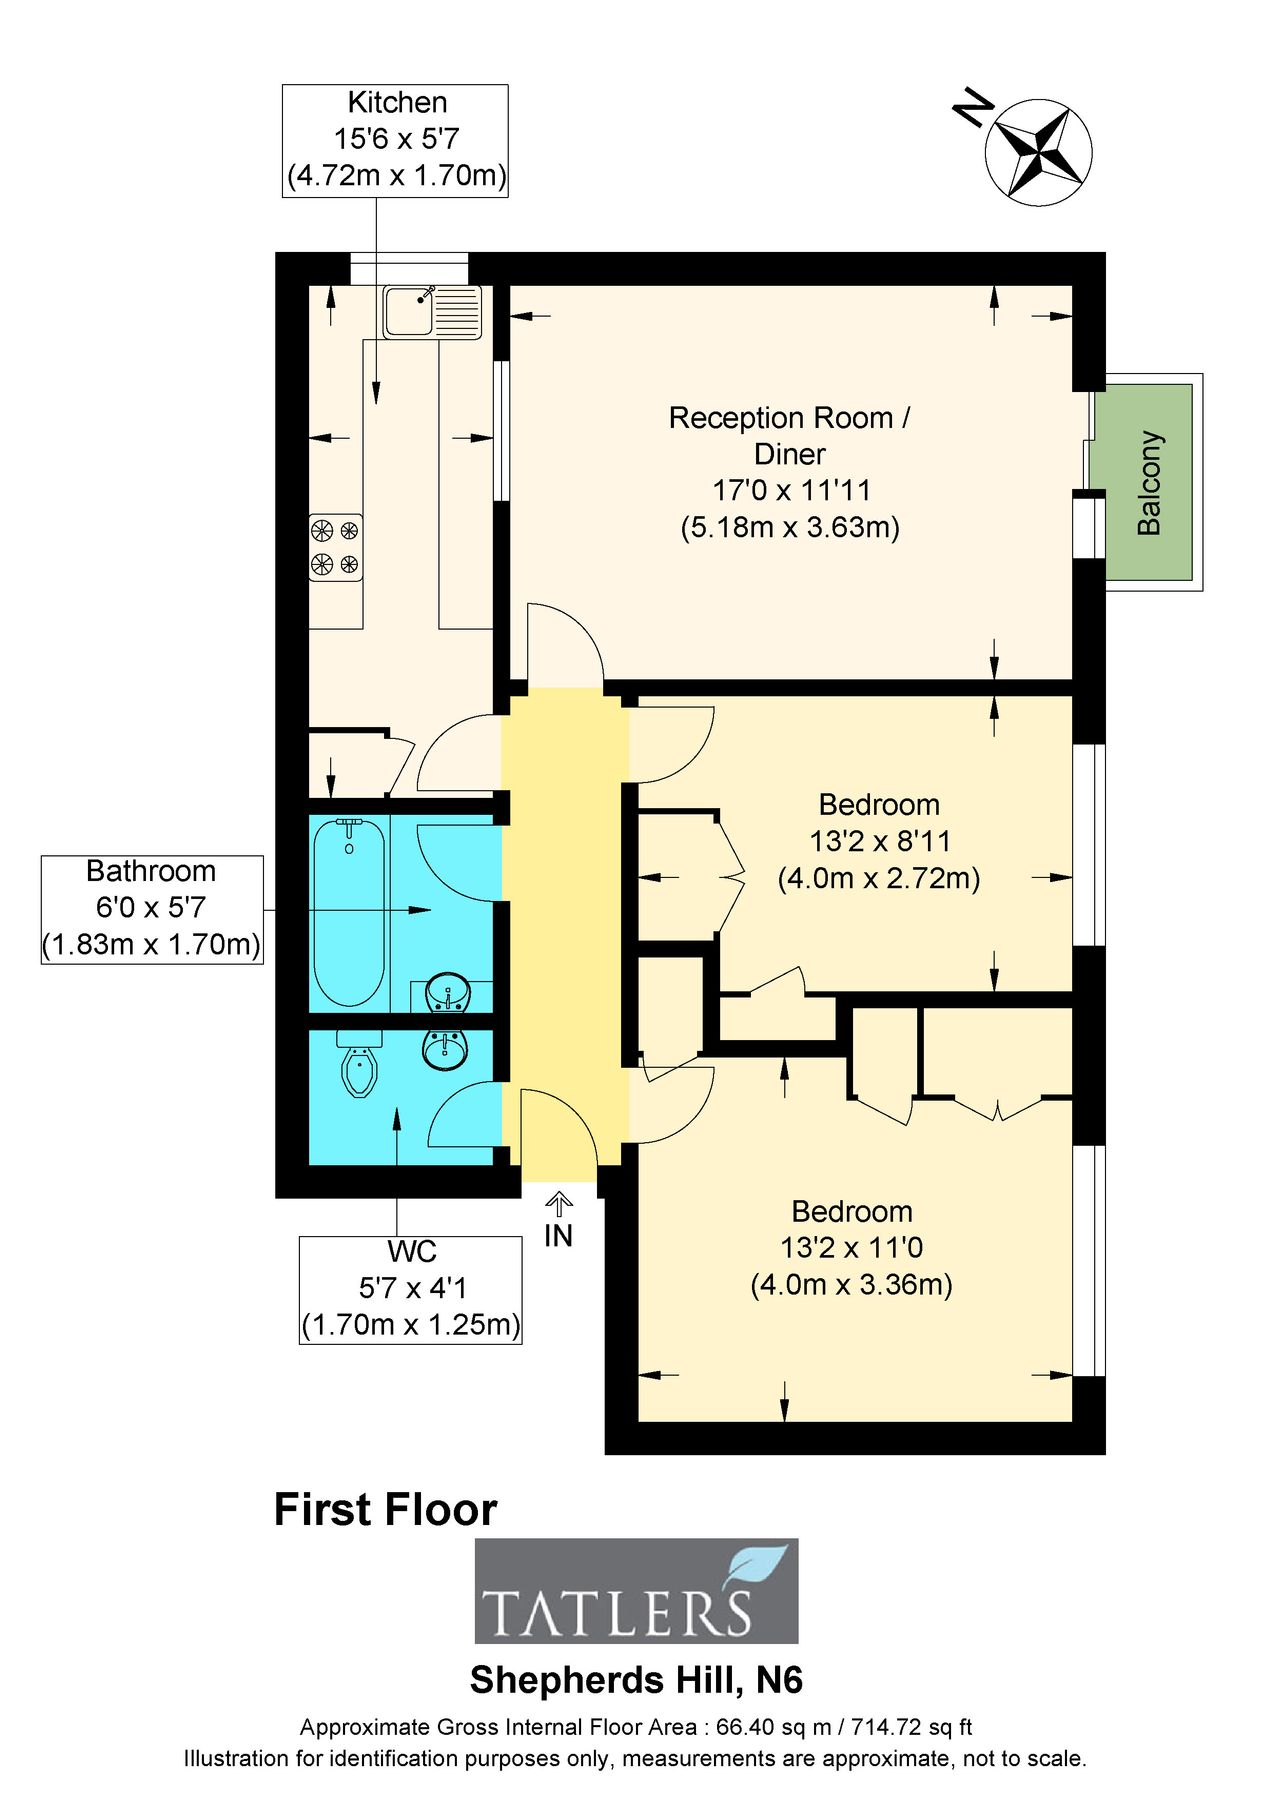 Kitchen
15'6 x 5'7
(4.72m x 1.70m)
N
Reception Room /
Diner
17'0 x 11'11
(5.18m x 3.63m)
Balcony
Bedroom
13'2 x 8'11
(4.0m x 2.72m)
Bathroom
6'0 x 5'7
(1.83m x 1.70m)
Bedroom
13'2 x 11'0
(4.0m x 3.36m)
IN
WC
5'7 x 4'1
(1.70m x 1.25m)
First Floor
TATLERS
Shepherds Hill, N6
Approximate Gross Internal Floor Area : 66.40 sq m / 714.72 sq ft
Illustration for identification purposes only, measurements are approximate, not to scale.